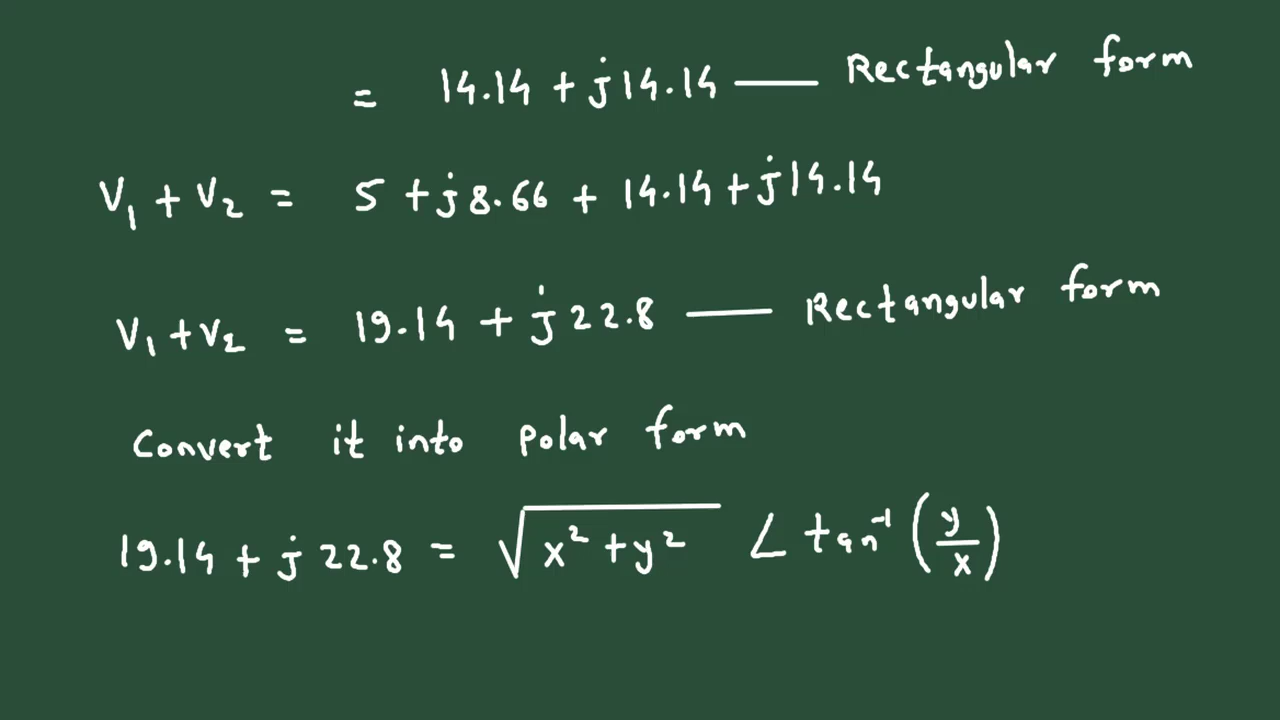 = 14.14 + j14.14 — Rectangular form
V₁ + V₂ = 5 + j8.66 + 14.14 + j14.14
V₁ + V₂ = 19.14 + j22.8 — Rectangular form
Convert it into polar form
19.14 + j22.8 = √(x² + y²) ∠ tan⁻¹ (y/x)